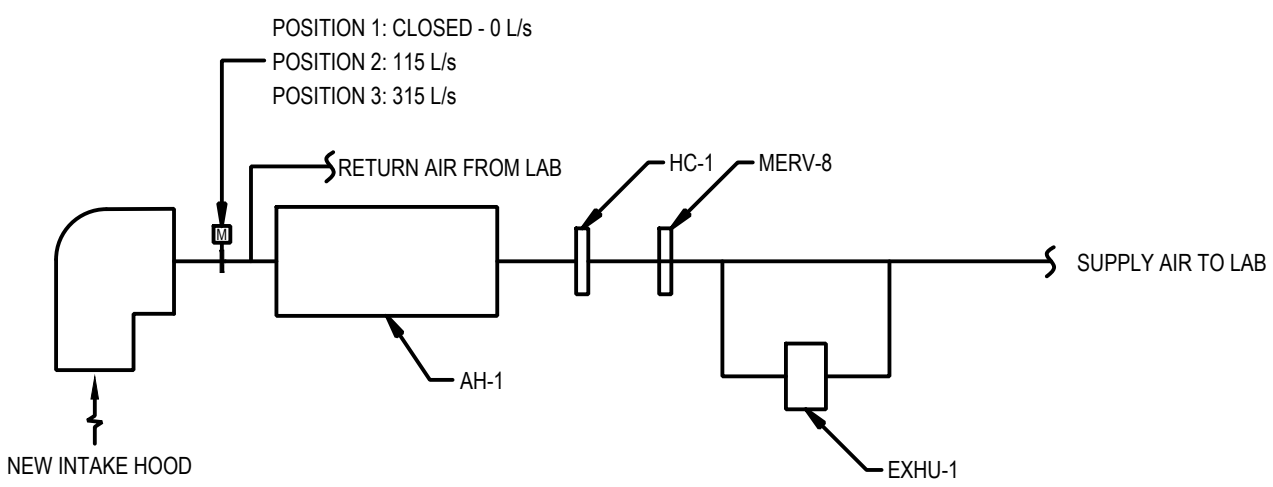 POSITION 1: CLOSED - 0 L/s
POSITION 2: 115 L/s
POSITION 3: 315 L/s
RETURN AIR FROM LAB
HC-1
MERV-8
M
SUPPLY AIR TO LAB
AH-1
NEW INTAKE HOOD
EXHU-1